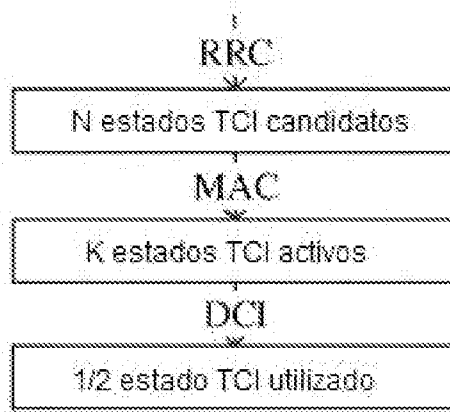 RRC
N estados TCI candidatos
MAC
K estados TCI activos
DCI
1/2 estado TCI utilizado